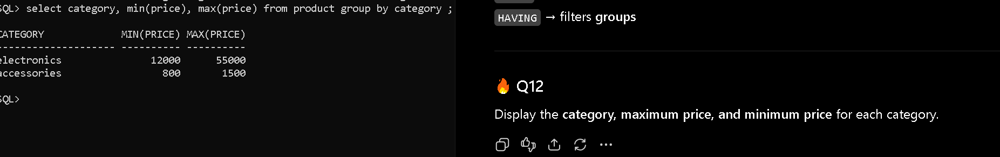 SQL> select category, min(price), max(price) from product group by category ;
CATEGORY MIN(PRICE) MAX(PRICE)
-------------------- ---------- ----------
electronics 12000 55000
accessories 800 1500
SQL>
HAVING → filters groups
🔥 Q12
Display the category, maximum price, and minimum price for each category.